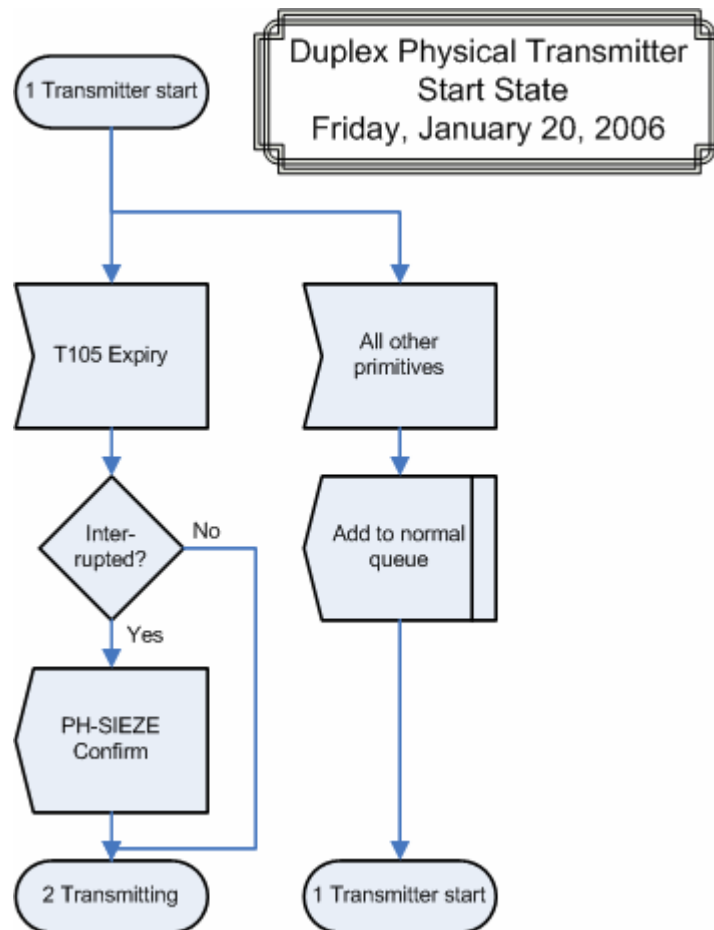 Duplex Physical Transmitter
Start State
Friday, January 20, 2006
1 Transmitter start
T105 Expiry
All other
primitives
Inter-
rupted?
No
Yes
Add to normal
queue
PH-SIEZE
Confirm
2 Transmitting
1 Transmitter start